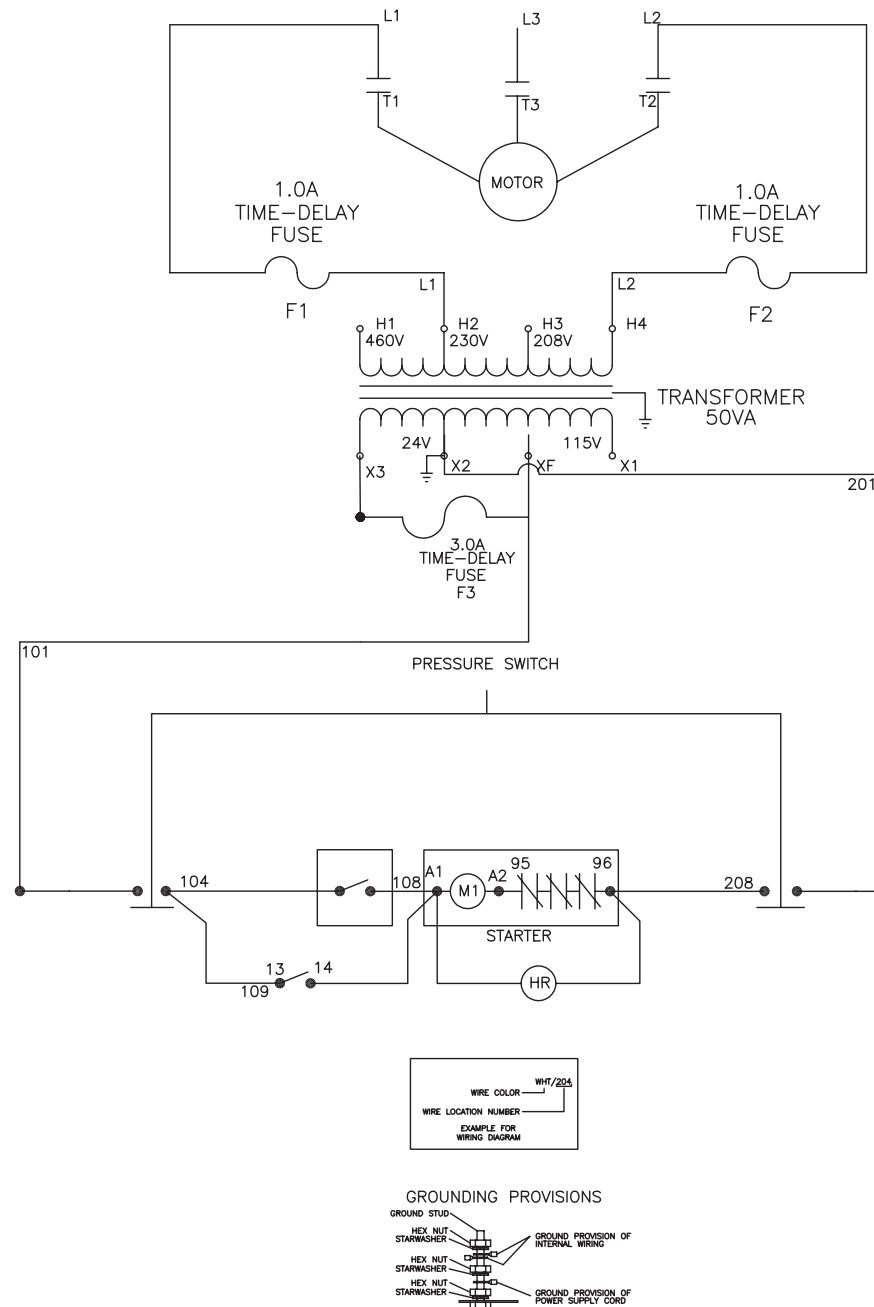 L1
L3
L2
T1
T3
T2
MOTOR
1.0A
TIME-DELAY
FUSE
1.0A
TIME-DELAY
FUSE
L1
L2
F1
F2
H1
H2
H3
H4
460V
230V
208V
TRANSFORMER
50VA
24V
115V
X3
X2
XF
X1
201
3.0A
TIME-DELAY
FUSE
F3
101
PRESSURE SWITCH
104
108
A1
M1
A2
95
96
208
STARTER
13
14
109
HR
WHT/204
WIRE COLOR
WIRE LOCATION NUMBER
EXAMPLE FOR
WIRING DIAGRAM
GROUNDING PROVISIONS
GROUND STUD
HEX NUT
STARWASHER
GROUND PROVISION OF
INTERNAL WIRING
HEX NUT
STARWASHER
HEX NUT
STARWASHER
GROUND PROVISION OF
POWER SUPPLY CORD